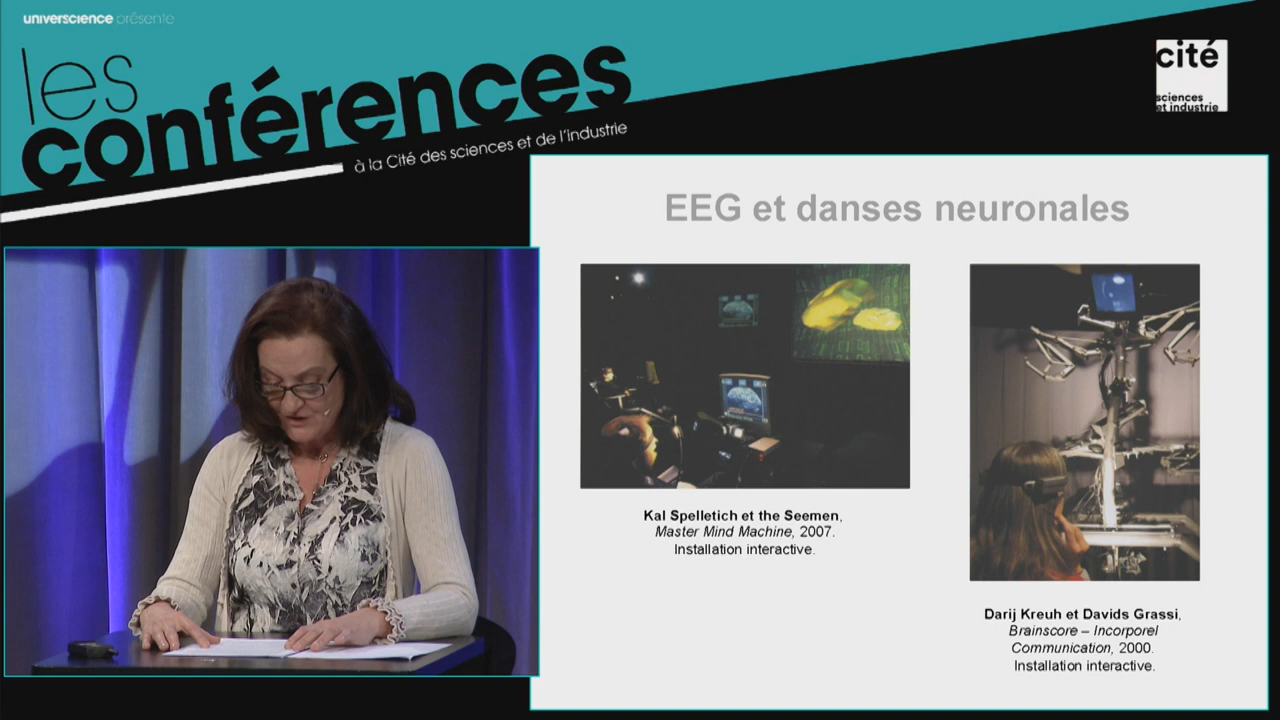 universcience présente
les
conférences
à la Cité des sciences et de l'industrie
cité
sciences
et industrie
EEG et danses neuronales
Kal Spelletich et the Seemen,
Master Mind Machine, 2007.
Installation interactive.
Darij Kreuh et Davids Grassi,
Brainscore – Incorporel
Communication, 2000.
Installation interactive.